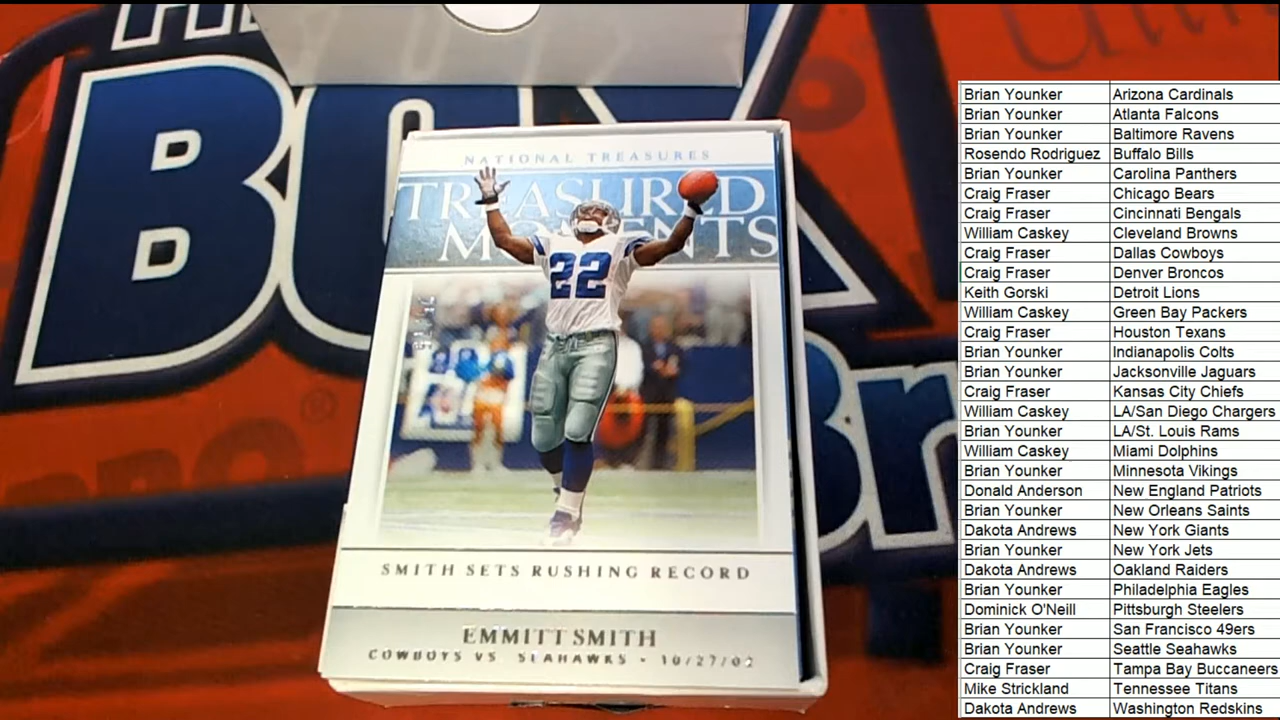 NATIONAL TREASURES
TREASURED
MOMENTS
22
SMITH SETS RUSHING RECORD
EMMITT SMITH
COWBOYS VS. SEAHAWKS • 10/27/02
Brian Younker Arizona Cardinals
Brian Younker Atlanta Falcons
Brian Younker Baltimore Ravens
Rosendo Rodriguez Buffalo Bills
Brian Younker Carolina Panthers
Craig Fraser Chicago Bears
Craig Fraser Cincinnati Bengals
William Caskey Cleveland Browns
Craig Fraser Dallas Cowboys
Craig Fraser Denver Broncos
Keith Gorski Detroit Lions
William Caskey Green Bay Packers
Craig Fraser Houston Texans
Brian Younker Indianapolis Colts
Brian Younker Jacksonville Jaguars
Craig Fraser Kansas City Chiefs
William Caskey LA/San Diego Chargers
Brian Younker LA/St. Louis Rams
William Caskey Miami Dolphins
Brian Younker Minnesota Vikings
Donald Anderson New England Patriots
Brian Younker New Orleans Saints
Dakota Andrews New York Giants
Brian Younker New York Jets
Dakota Andrews Oakland Raiders
Brian Younker Philadelphia Eagles
Dominick O'Neill Pittsburgh Steelers
Brian Younker San Francisco 49ers
Brian Younker Seattle Seahawks
Craig Fraser Tampa Bay Buccaneers
Mike Strickland Tennessee Titans
Dakota Andrews Washington Redskins